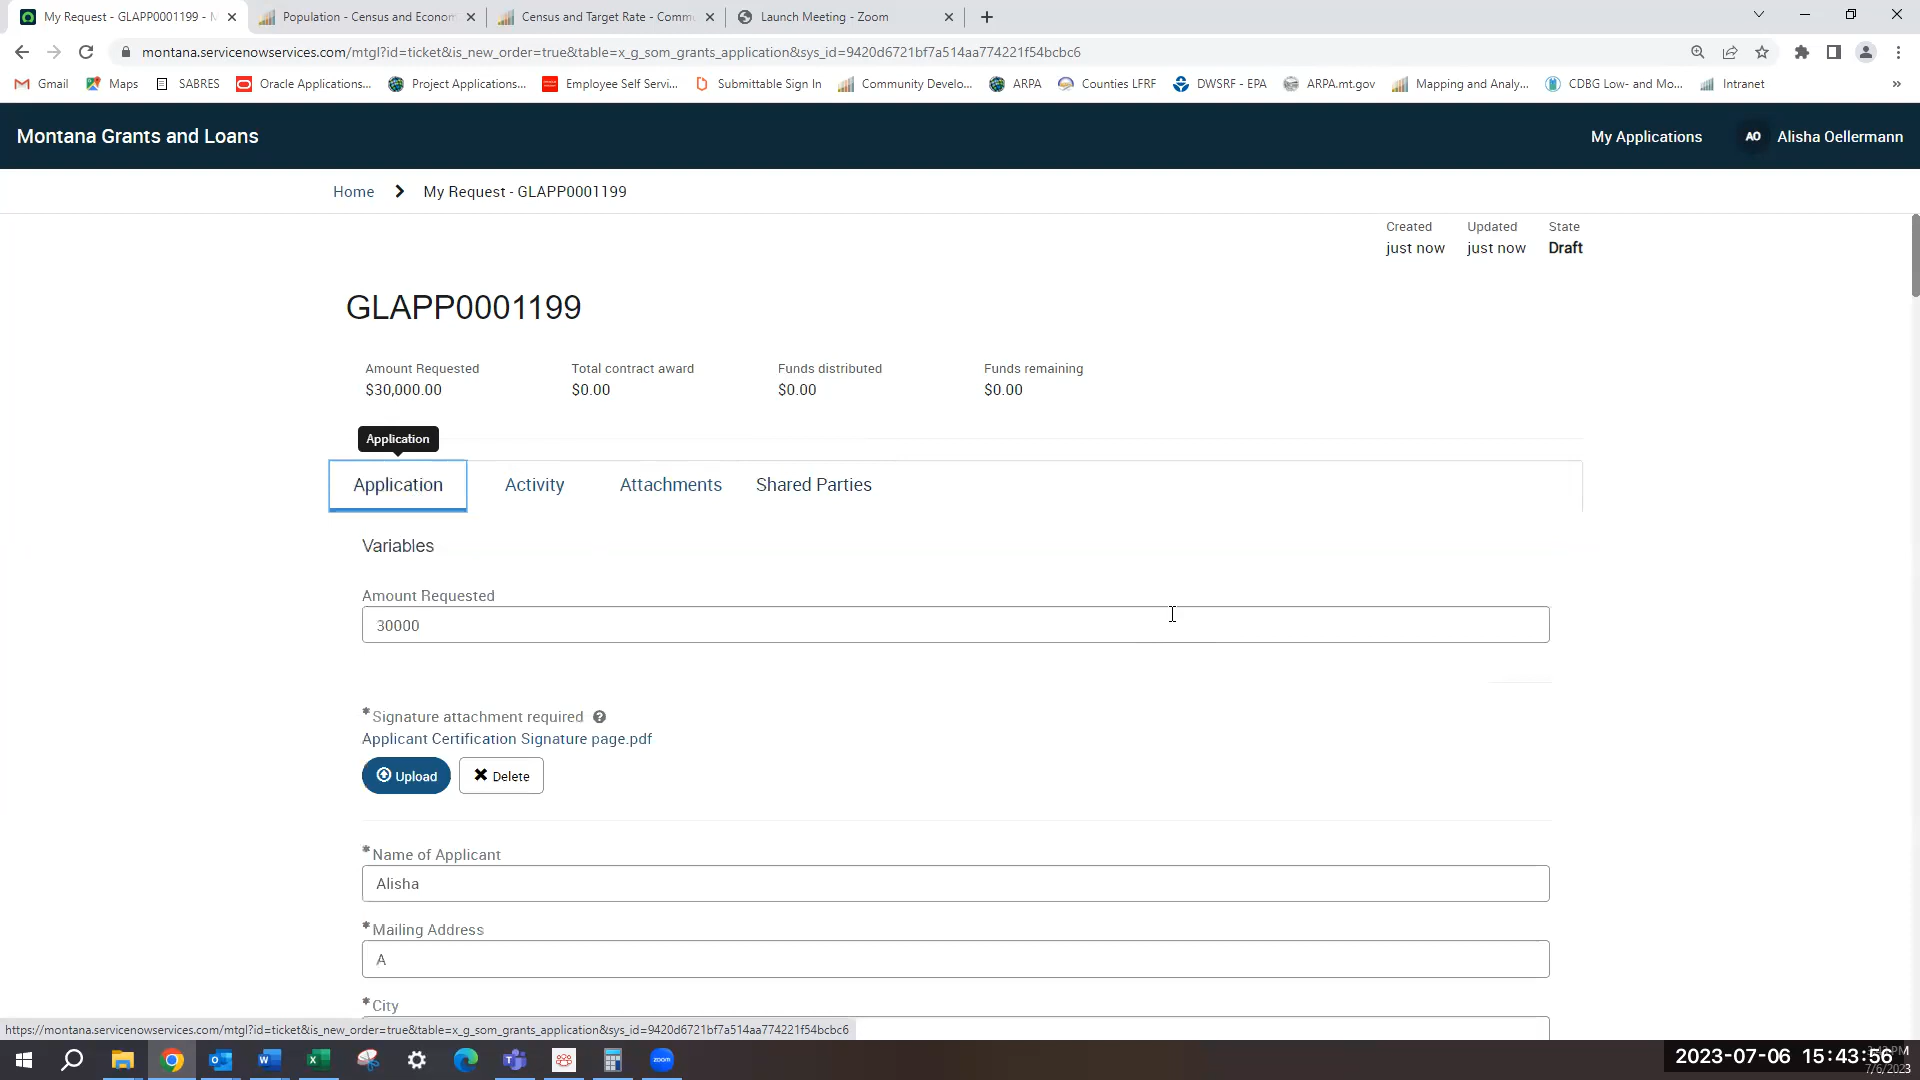 My Request - GLAPP0001199 - M
Population - Census and Econom
Census and Target Rate - Commu
Launch Meeting - Zoom
montana.servicenowservices.com/mtgl?id=ticket&is_new_order=true&table=x_g_som_grants_application&sys_id=9420d6721bf7a514aa774221f54bcbc6
Gmail
Maps
SABRES
Oracle Applications...
Project Applications...
Employee Self Servi...
Submittable Sign In
Community Develo...
ARPA
Counties LFRF
DWSRF - EPA
ARPA.mt.gov
Mapping and Analy...
CDBG Low- and Mo...
Intranet
»
Montana Grants and Loans
My Applications
AO
Alisha Oellermann
Home
My Request - GLAPP0001199
Created
just now
Updated
just now
State
Draft
GLAPP0001199
Amount Requested
$30,000.00
Total contract award
$0.00
Funds distributed
$0.00
Funds remaining
$0.00
Application
Application
Activity
Attachments
Shared Parties
Variables
Amount Requested
30000
* Signature attachment required
Applicant Certification Signature page.pdf
Upload
Delete
* Name of Applicant
Alisha
* Mailing Address
A
* City
https://montana.servicenowservices.com/mtgl?id=ticket&is_new_order=true&table=x_g_som_grants_application&sys_id=9420d6721bf7a514aa774221f54bcbc6
2023-07-06 15:43:56
7/6/2023